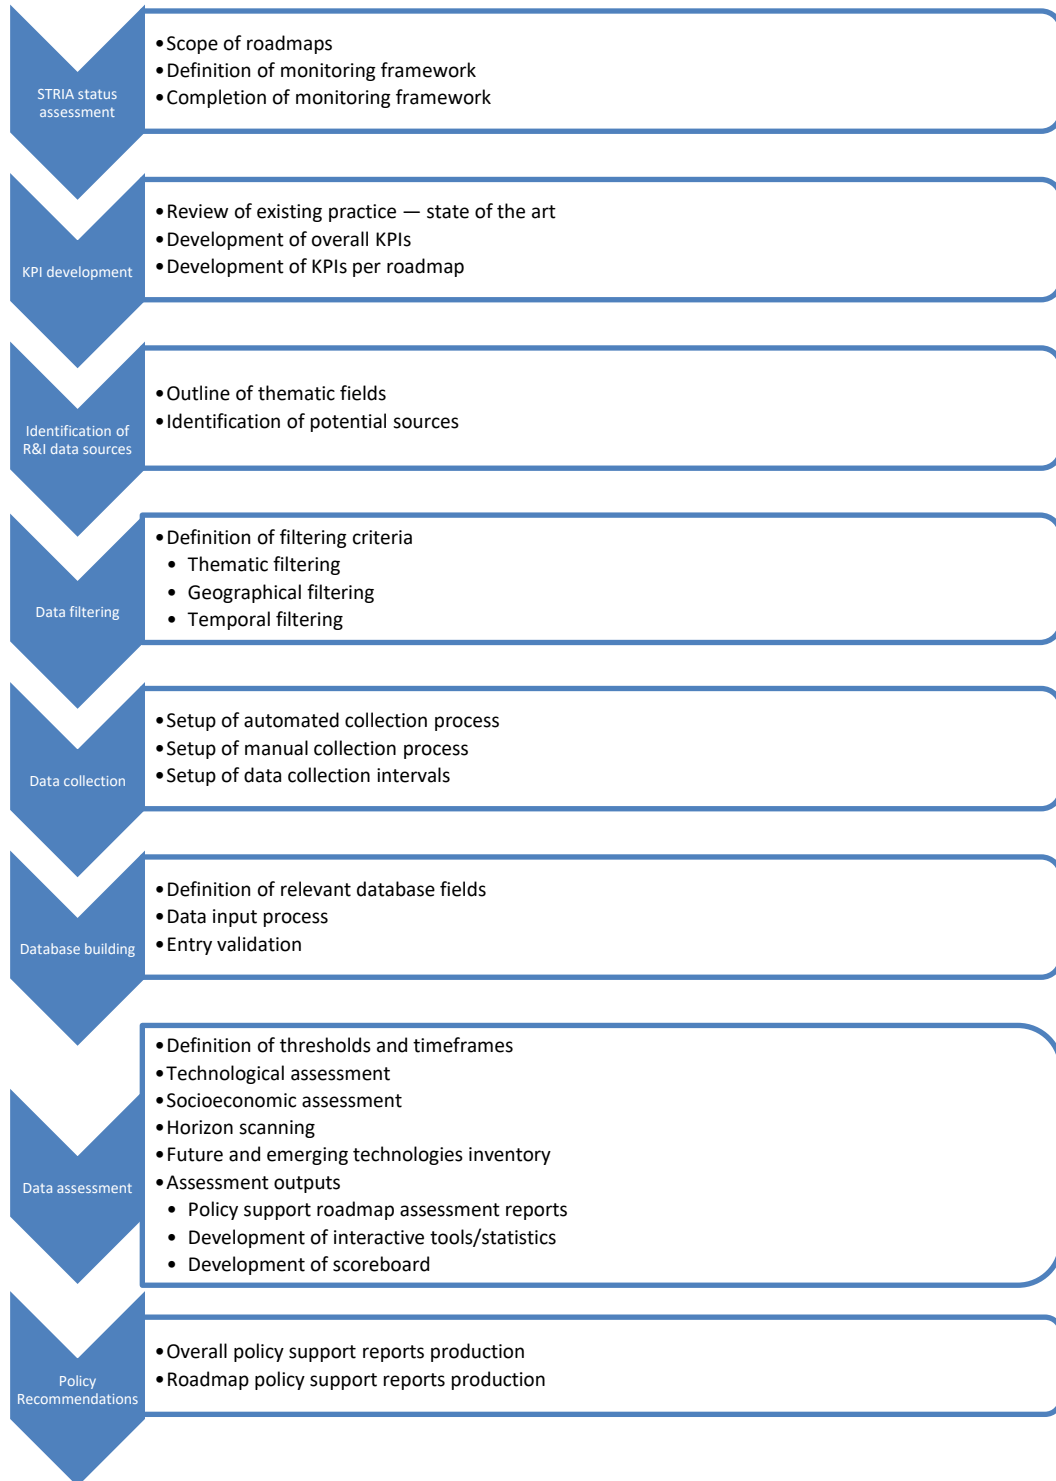 STRIA status
assessment
•Scope of roadmaps
•Definition of monitoring framework
•Completion of monitoring framework
KPI development
•Review of existing practice — state of the art
•Development of overall KPIs
•Development of KPIs per roadmap
Identification of
R&I data sources
•Outline of thematic fields
•Identification of potential sources
Data filtering
•Definition of filtering criteria
• Thematic filtering
• Geographical filtering
• Temporal filtering
Data collection
•Setup of automated collection process
•Setup of manual collection process
•Setup of data collection intervals
Database building
•Definition of relevant database fields
•Data input process
•Entry validation
Data assessment
•Definition of thresholds and timeframes
•Technological assessment
•Socioeconomic assessment
•Horizon scanning
•Future and emerging technologies inventory
•Assessment outputs
• Policy support roadmap assessment reports
• Development of interactive tools/statistics
• Development of scoreboard
Policy
Recommendations
•Overall policy support reports production
•Roadmap policy support reports production